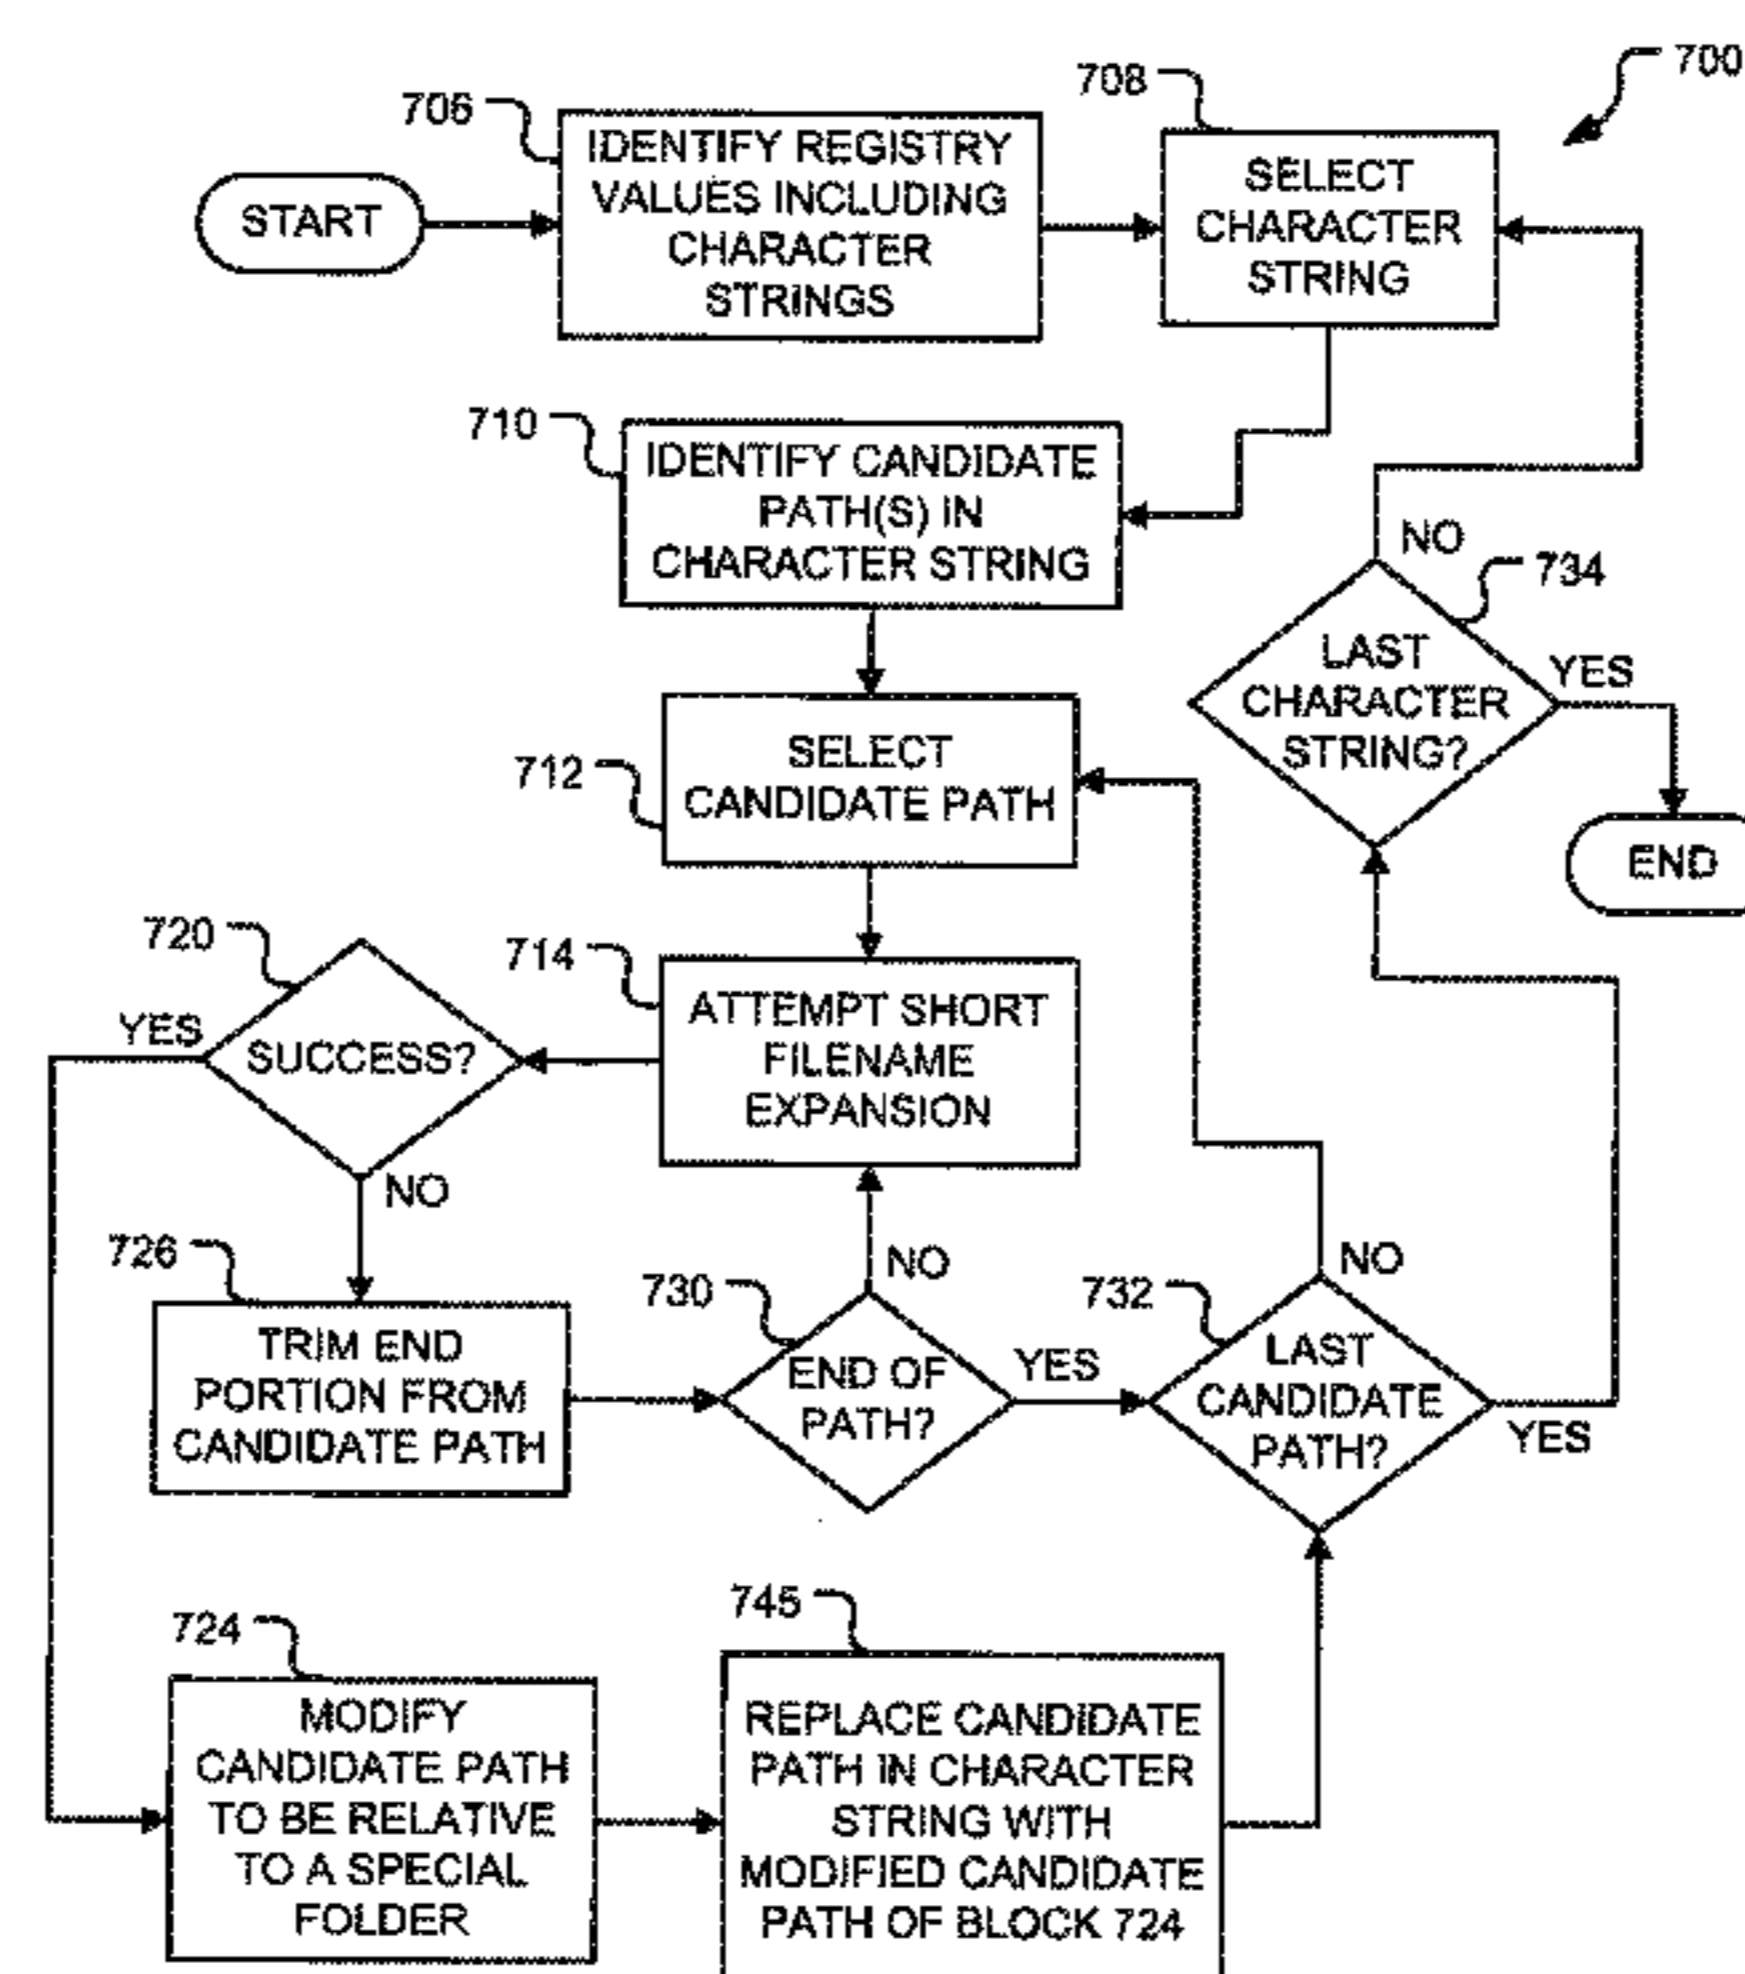 700
706
708
START
IDENTIFY REGISTRY
VALUES INCLUDING
CHARACTER
STRINGS
SELECT
CHARACTER
STRING
710
IDENTIFY CANDIDATE
PATH(S) IN
CHARACTER STRING
NO
734
LAST
CHARACTER
STRING?
YES
END
712
SELECT
CANDIDATE PATH
720
714
YES
SUCCESS?
ATTEMPT SHORT
FILENAME
EXPANSION
NO
726
TRIM END
PORTION FROM
CANDIDATE PATH
730
NO
END OF
PATH?
YES
732
NO
LAST
CANDIDATE
PATH?
YES
724
MODIFY
CANDIDATE PATH
TO BE RELATIVE
TO A SPECIAL
FOLDER
745
REPLACE CANDIDATE
PATH IN CHARACTER
STRING WITH
MODIFIED CANDIDATE
PATH OF BLOCK 724